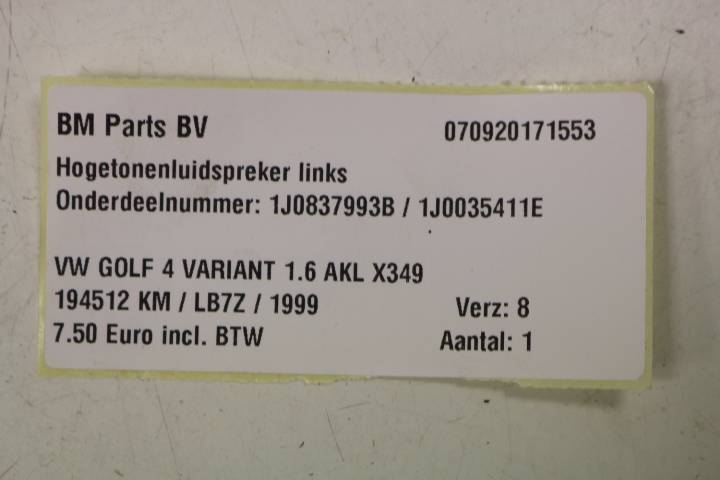 BM Parts BV 070920171553
Hogetonenluidspreker links
Onderdeelnummer: 1J0837993B / 1J0035411E
VW GOLF 4 VARIANT 1.6 AKL X349
194512 KM / LB7Z / 1999 Verz: 8
7.50 Euro incl. BTW Aantal: 1